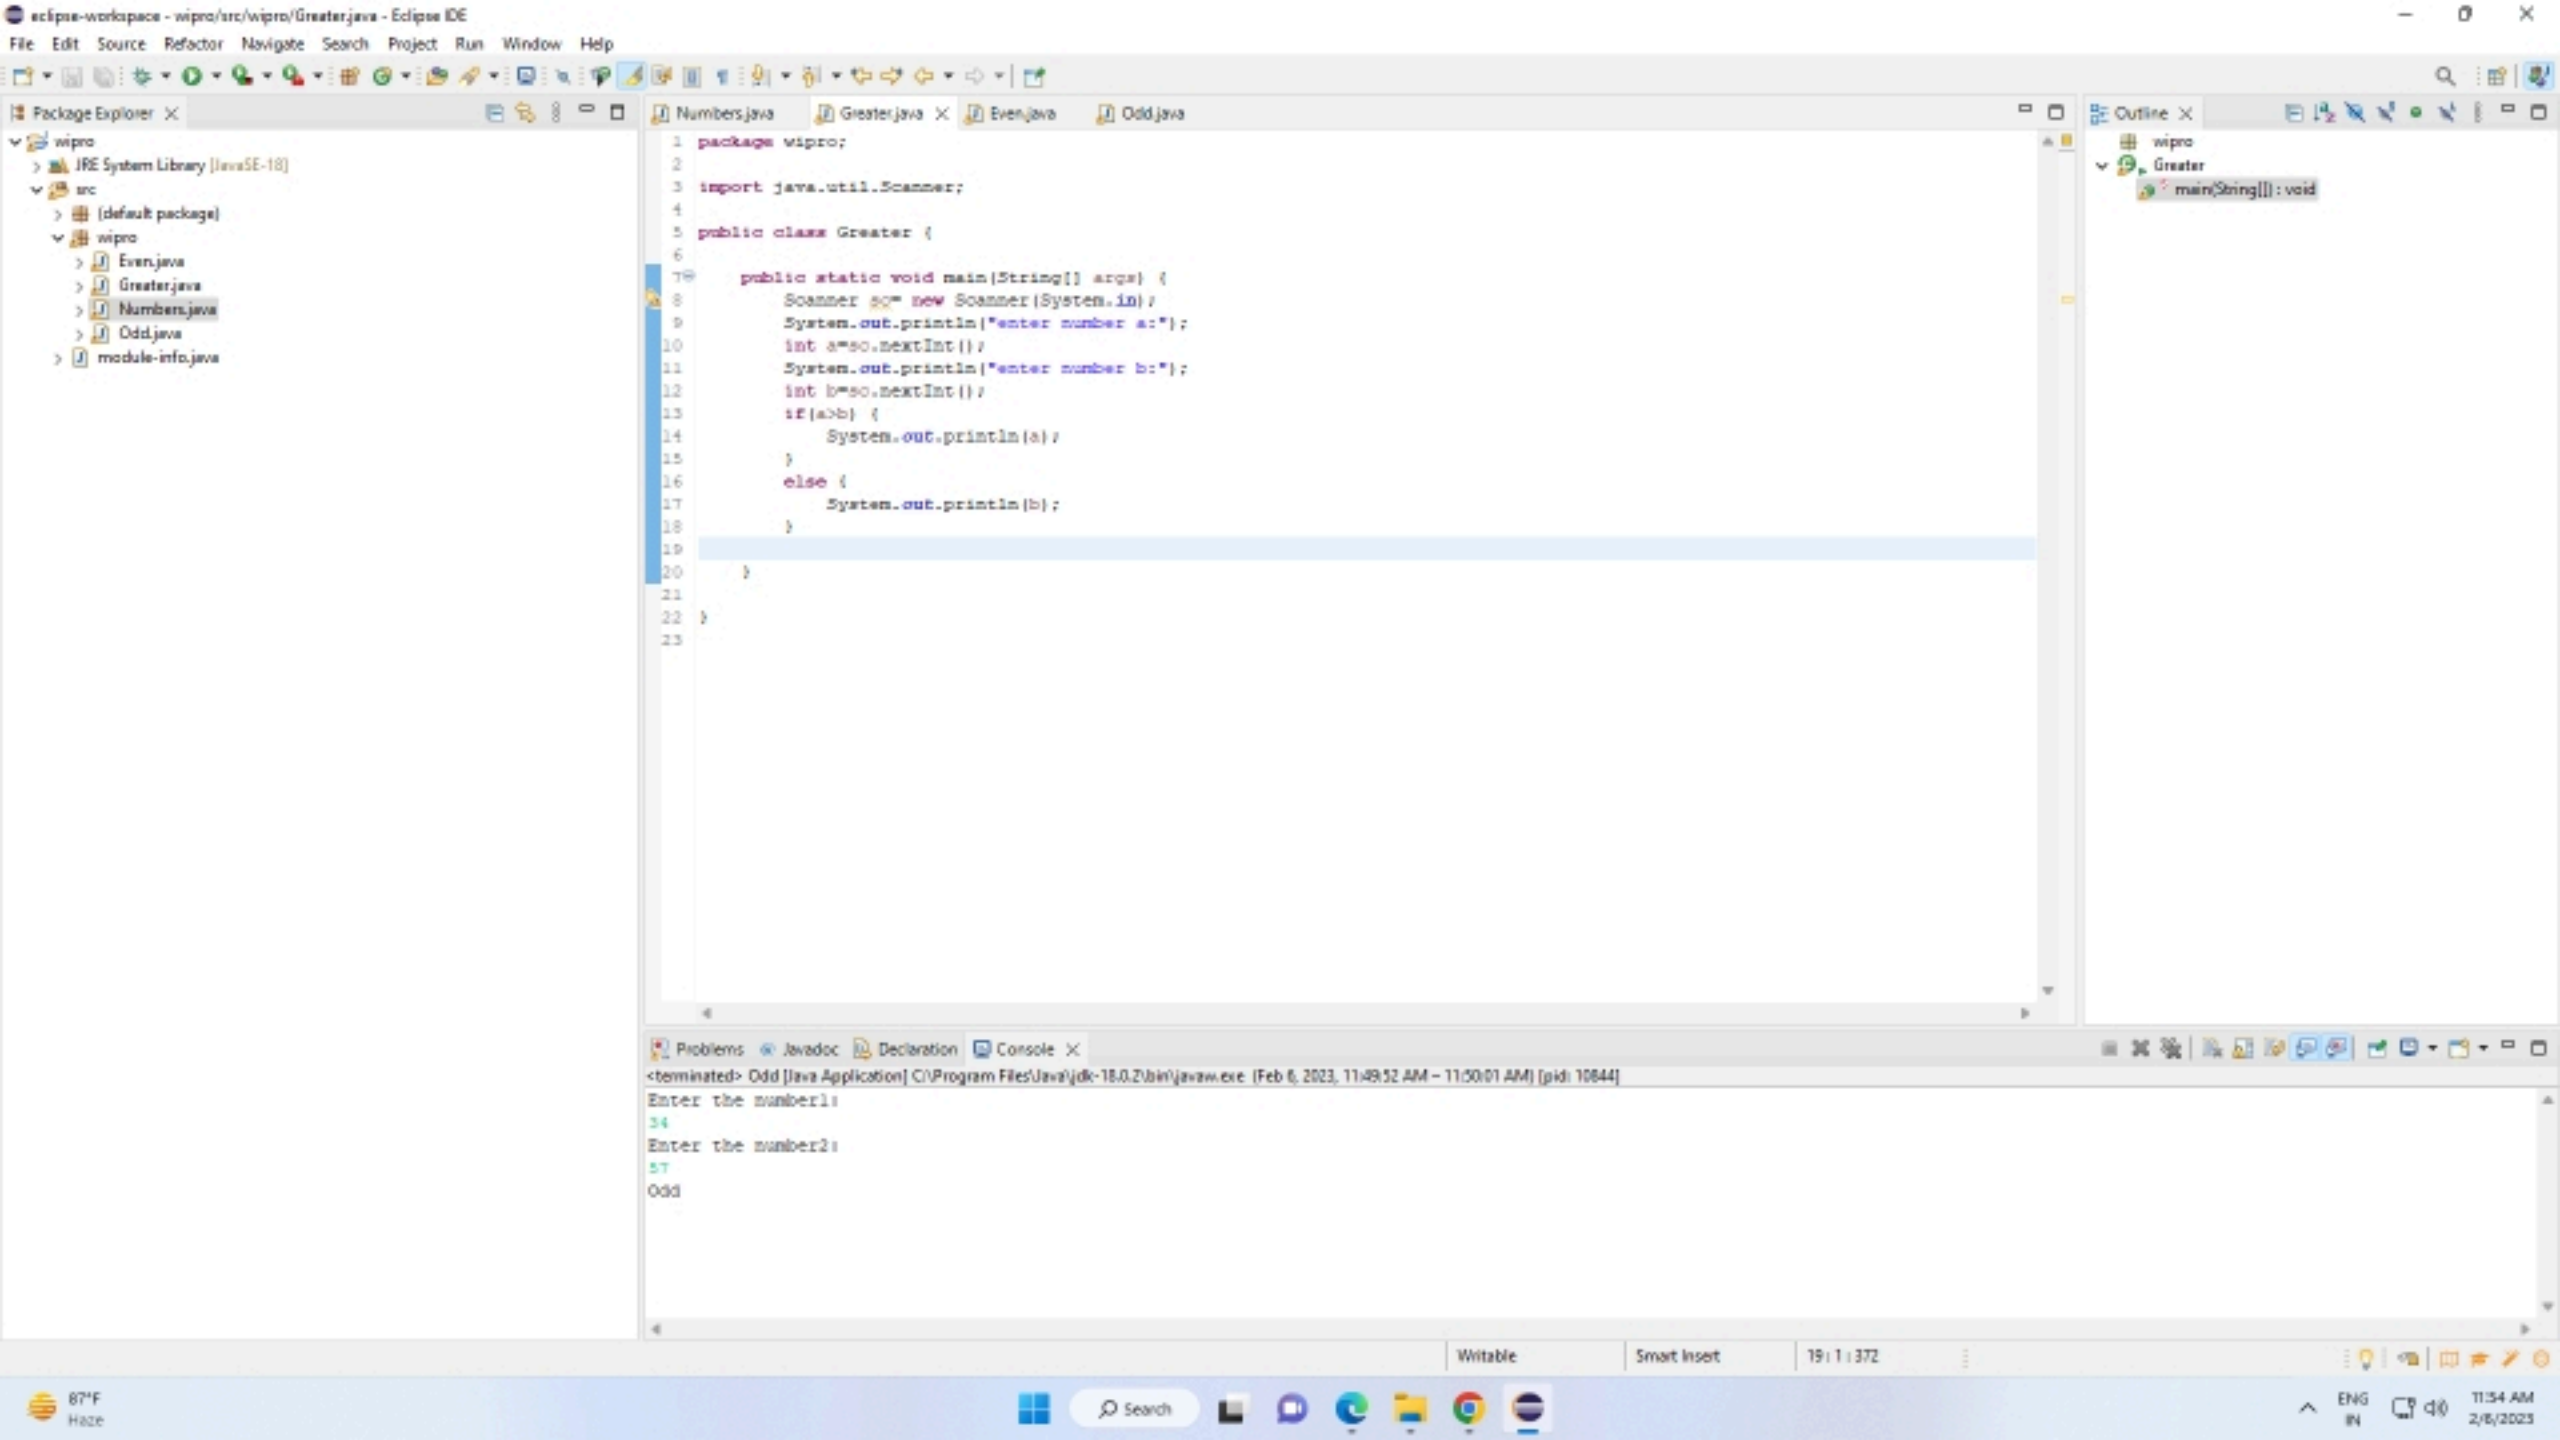 eclipse-workspace - wipro/src/wipro/Greater.java - Eclipse IDE
File Edit Source Refactor Navigate Search Project Run Window Help
Package Explorer
wipro
JRE System Library [JavaSE-18]
src
(default package)
wipro
Even.java
Greater.java
Numbers.java
Odd.java
module-info.java
Numbers.java Greater.java Even.java Odd.java
1 package wipro;
2
3 import java.util.Scanner;
4
5 public class Greater {
6
7 public static void main(String[] args) {
8 Scanner sc= new Scanner(System.in);
9 System.out.println("enter number a:");
10 int a=sc.nextInt();
11 System.out.println("enter number b:");
12 int b=sc.nextInt();
13 if(a>b) {
14 System.out.println(a);
15 }
16 else {
17 System.out.println(b);
18 }
19
20 }
21
22 }
23
Outline
wipro
Greater
main(String[]) : void
Problems Javadoc Declaration Console
<terminated> Odd [Java Application] C:\Program Files\Java\jdk-18.0.2\bin\javaw.exe (Feb 6, 2023, 11:49:52 AM – 11:50:01 AM) [pid: 10844]
Enter the number1:
34
Enter the number2:
57
Odd
Writable Smart Insert 19 : 1 : 372
87°F
Haze
Search
ENG
IN
11:54 AM
2/6/2023